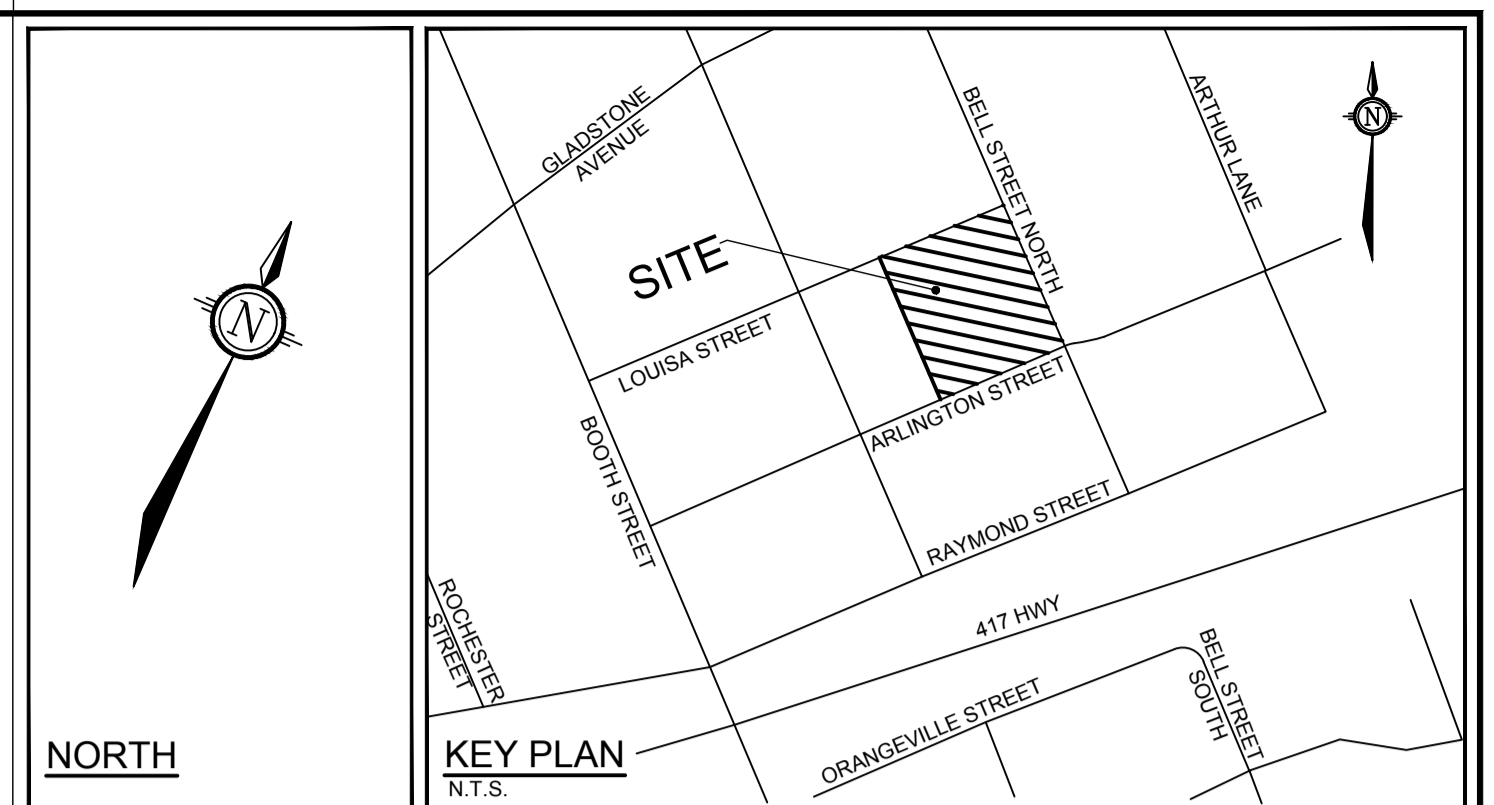 N
NORTH
GLADSTONE
AVENUE
BELL STREET NORTH
ARTHUR LANE
N
SITE
LOUISA STREET
ARLINGTON STREET
BOOTH STREET
RAYMOND STREET
ROCHESTER
STREET
417 HWY
BELL STREET
SOUTH
ORANGEVILLE STREET
KEY PLAN
N.T.S.